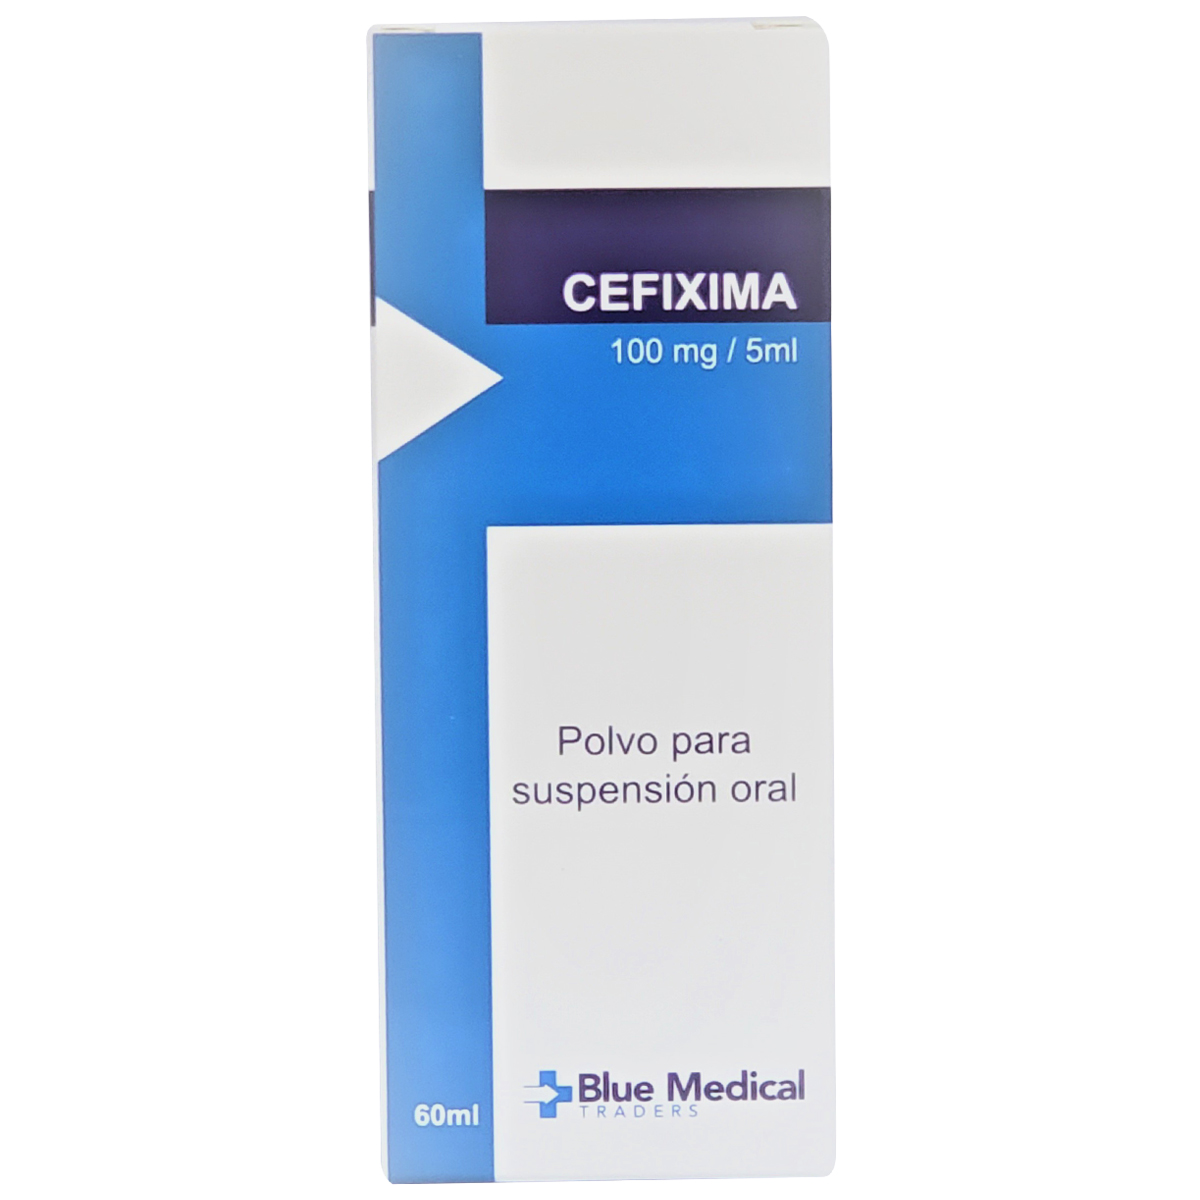 CEFIXIMA
100 mg / 5ml
Polvo para
suspensión oral
Blue Medical
TRADERS
60ml